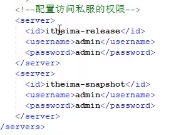 <!--配置访问私服的权限-->
<server>
<id>itheima-release</id>
<username>admin</username>
<password>admin</password>
</server>
<server>
<id>itheima-snapshot</id>
<username>admin</username>
<password>admin</password>
</server>
</servers>